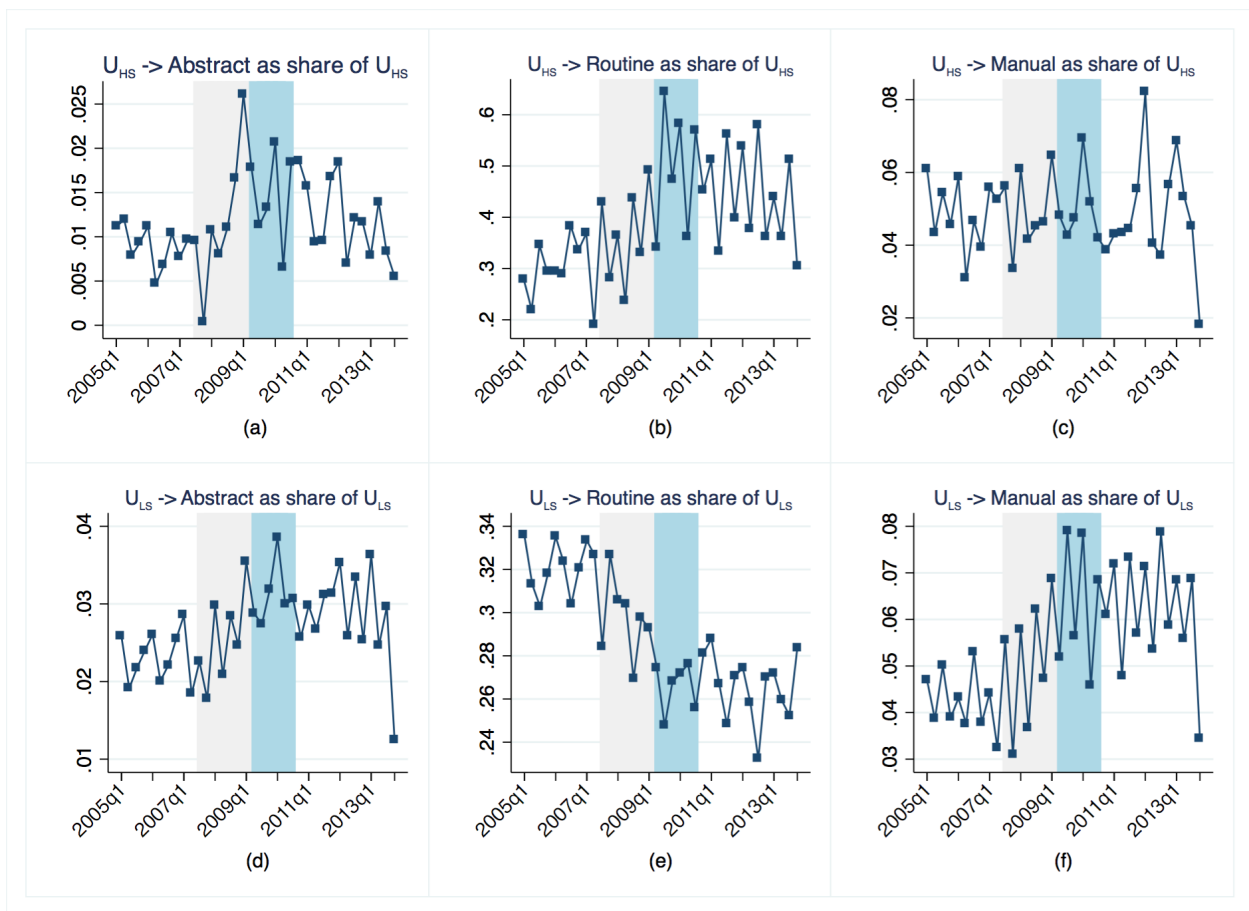 U_HS -> Abstract as share of U_HS
.025
.02
.015
.01
.005
0
2005q1
2007q1
2009q1
2011q1
2013q1
(a)
U_HS -> Routine as share of U_HS
.6
.5
.4
.3
.2
2005q1
2007q1
2009q1
2011q1
2013q1
(b)
U_HS -> Manual as share of U_HS
.08
.06
.04
.02
2005q1
2007q1
2009q1
2011q1
2013q1
(c)
U_LS -> Abstract as share of U_LS
.04
.03
.02
.01
2005q1
2007q1
2009q1
2011q1
2013q1
(d)
U_LS -> Routine as share of U_LS
.34
.32
.3
.28
.26
.24
2005q1
2007q1
2009q1
2011q1
2013q1
(e)
U_LS -> Manual as share of U_LS
.08
.07
.06
.05
.04
.03
2005q1
2007q1
2009q1
2011q1
2013q1
(f)